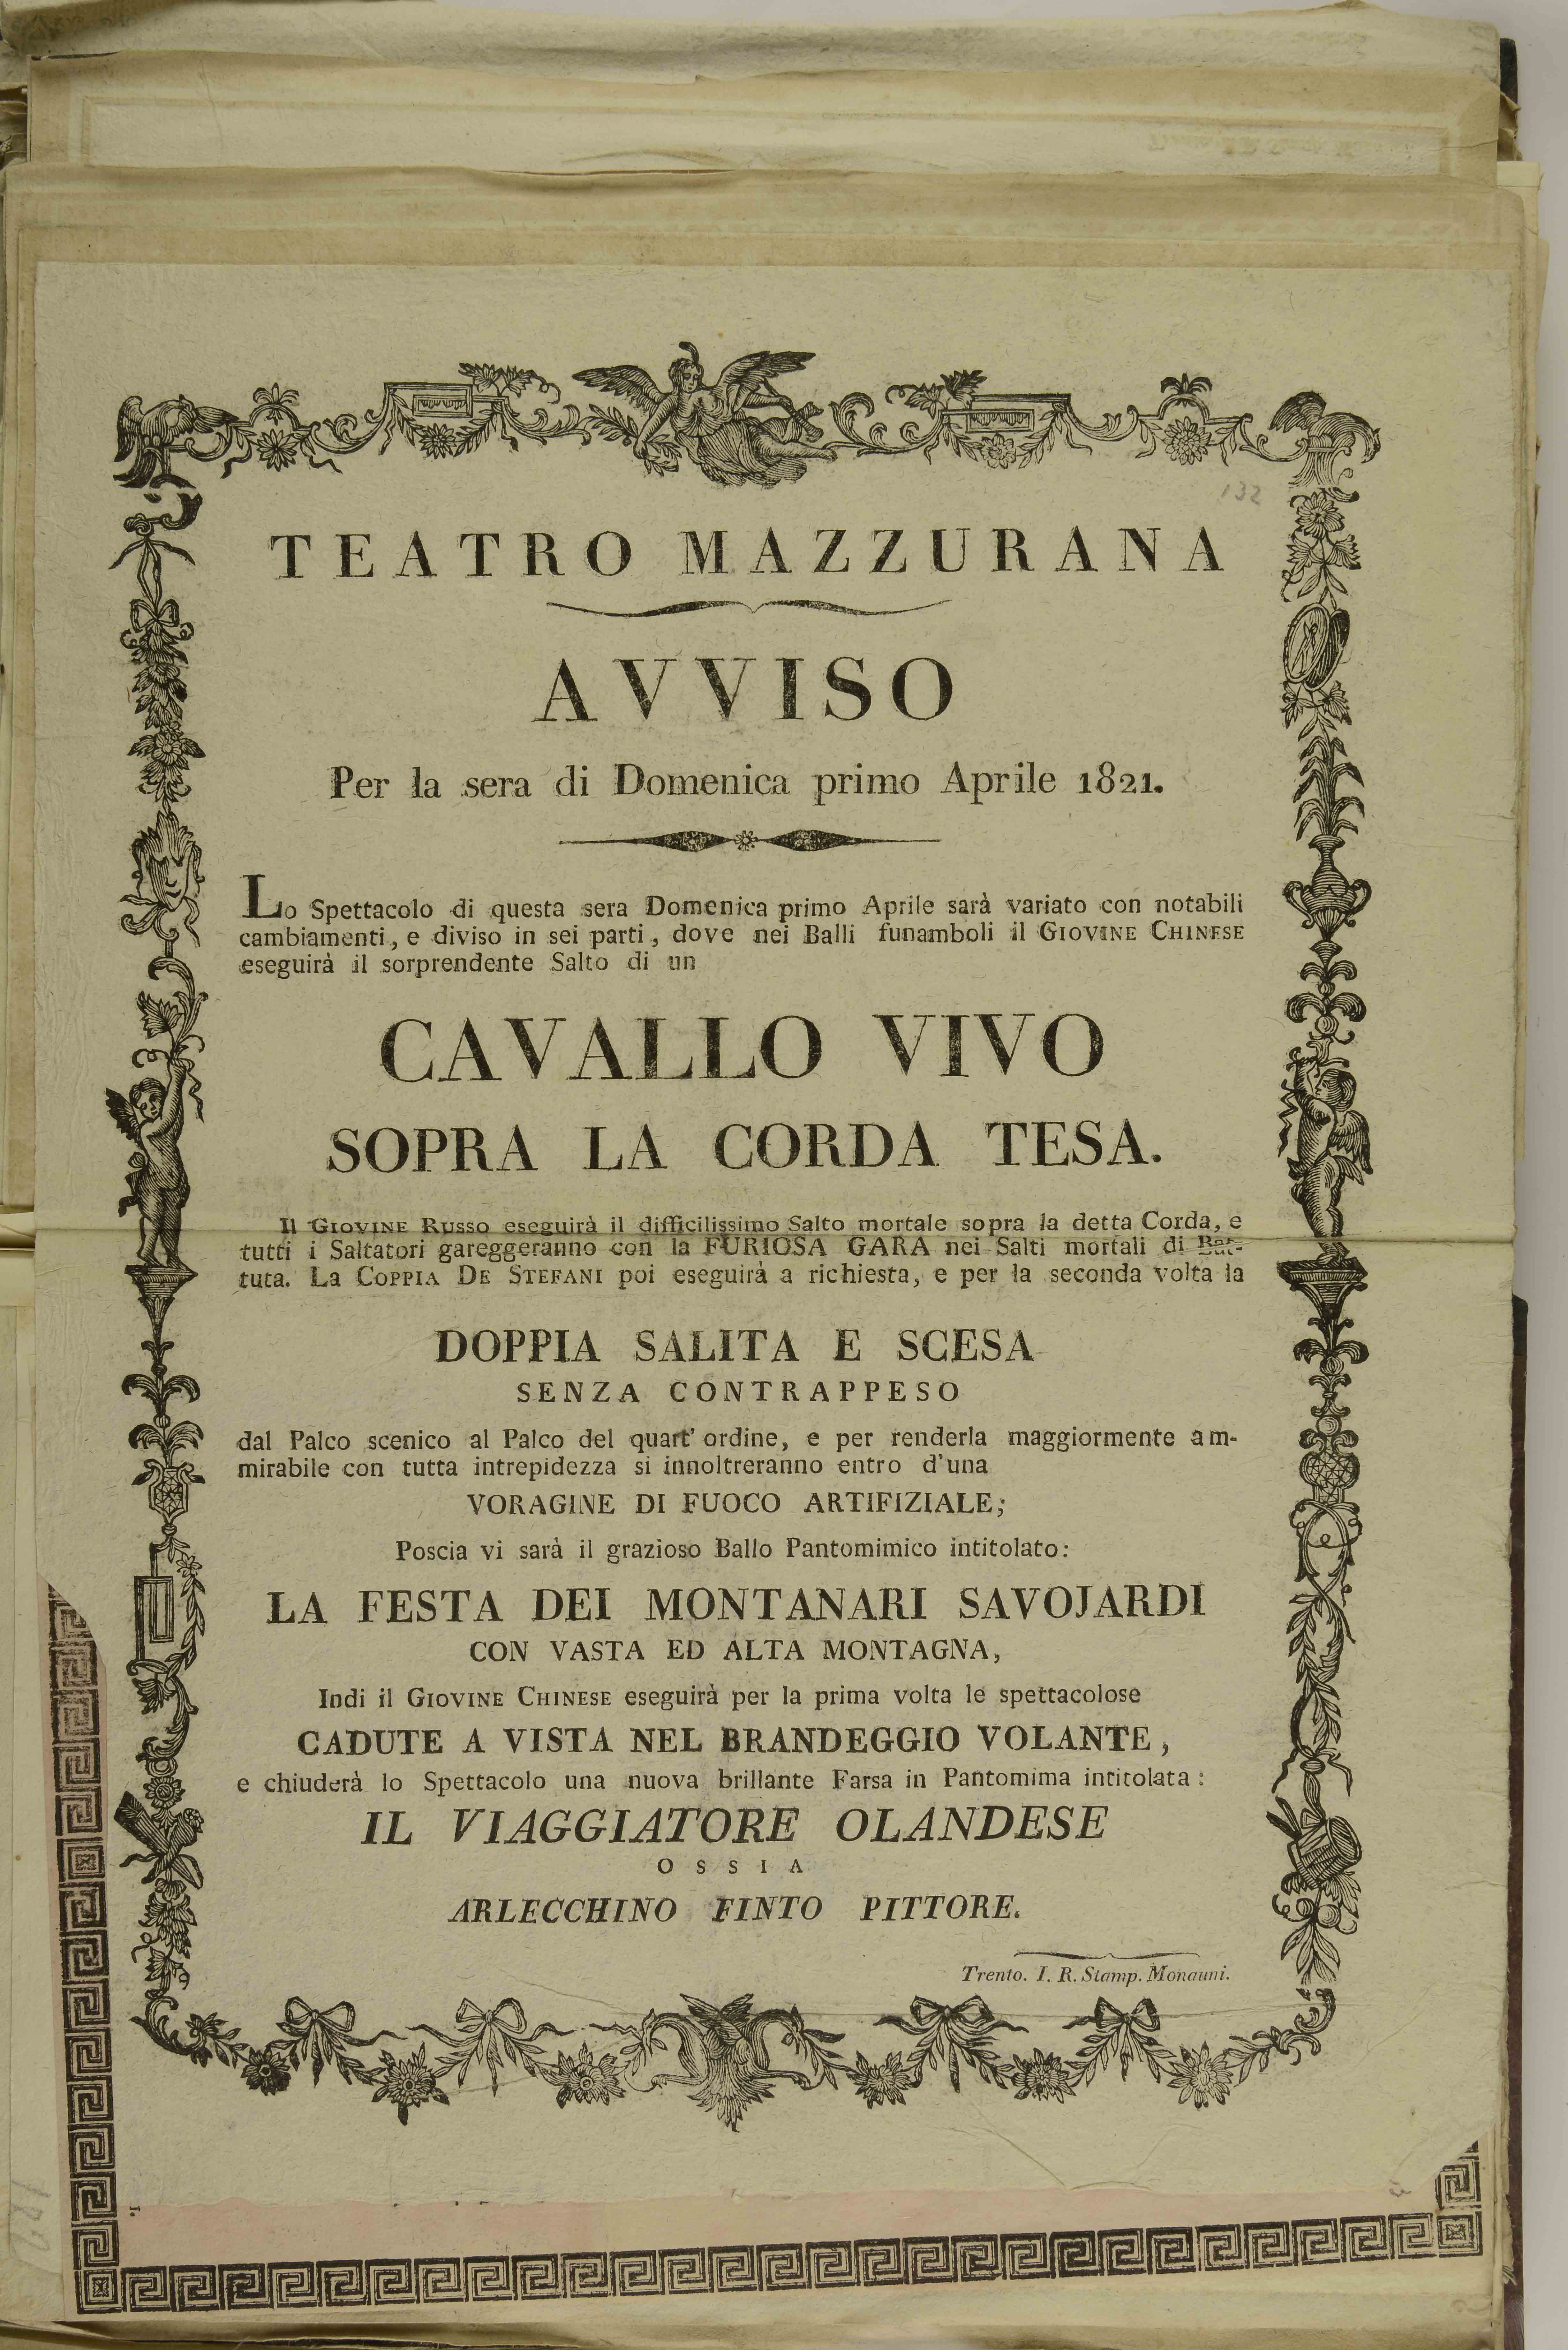 132
TEATRO MAZZURANA
AVVISO
Per la sera di Domenica primo Aprile 1821.
Lo Spettacolo di questa sera Domenica primo Aprile sarà variato con notabili
cambiamenti, e diviso in sei parti, dove nei Balli funamboli il GIOVINE CHINESE
eseguirà il sorprendente Salto di un
CAVALLO VIVO
SOPRA LA CORDA TESA.
Il GIOVINE RUSSO eseguirà il difficilissimo Salto mortale sopra la detta Corda, e
tutti i Saltatori gareggeranno con la FURIOSA GARA nei Salti mortali di Bat-
tuta. La COPPIA DE STEFANI poi eseguirà a richiesta, e per la seconda volta la
DOPPIA SALITA E SCESA
SENZA CONTRAPPESO
dal Palco scenico al Palco del quart' ordine, e per renderla maggiormente am-
mirabile con tutta intrepidezza si innoltreranno entro d'una
VORAGINE DI FUOCO ARTIFIZIALE;
Poscia vi sarà il grazioso Ballo Pantomimico intitolato:
LA FESTA DEI MONTANARI SAVOJARDI
CON VASTA ED ALTA MONTAGNA,
Indi il GIOVINE CHINESE eseguirà per la prima volta le spettacolose
CADUTE A VISTA NEL BRANDEGGIO VOLANTE,
e chiuderà lo Spettacolo una nuova brillante Farsa in Pantomima intitolata:
IL VIAGGIATORE OLANDESE
OSSIA
ARLECCHINO FINTO PITTORE.
Trento. I. R. Stamp. Monauni.